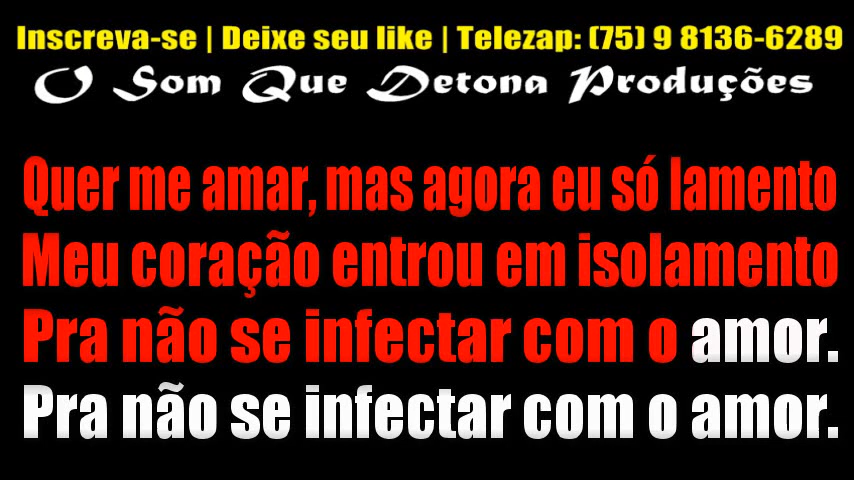 Inscreva-se | Deixe seu like | Telezap: (75) 9 8136-6289
O Som Que Detona Produções
Quer me amar, mas agora eu só lamento
Meu coração entrou em isolamento
Pra não se infectar com o amor.
Pra não se infectar com o amor.